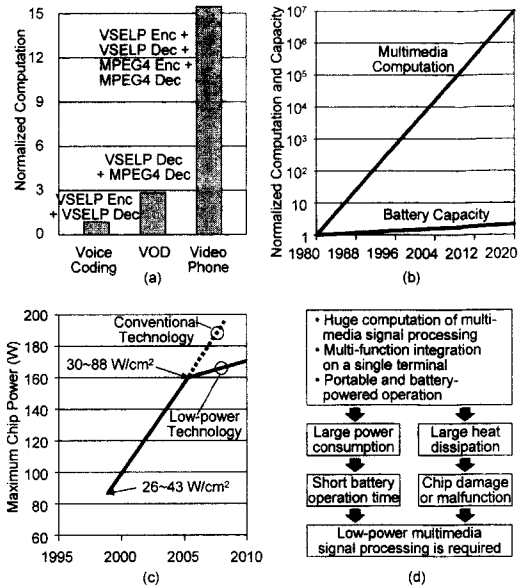 Normalized Computation
15
12
9
6
3
0
VSELP Enc +
VSELP Dec +
MPEG4 Enc +
MPEG4 Dec
VSELP Dec
+ MPEG4 Dec
VSELP Enc
+ VSELP Dec
Voice
Coding
VOD
Video
Phone
(a)
Normalized Computation and Capacity
10⁷
10⁶
10⁵
10⁴
10³
10²
10
1
Multimedia
Computation
Battery Capacity
1980 1988 1996 2004 2012 2020
(b)
Maximum Chip Power (W)
200
180
160
140
120
100
80
60
Conventional
Technology
30~88 W/cm²
Low-power
Technology
26~43 W/cm²
1995 2000 2005 2010
(c)
• Huge computation of multi-
media signal processing
• Multi-function integration
on a single terminal
• Portable and battery-
powered operation
Large power
consumption
Large heat
dissipation
Short battery
operation time
Chip damage
or malfunction
Low-power multimedia
signal processing is required
(d)